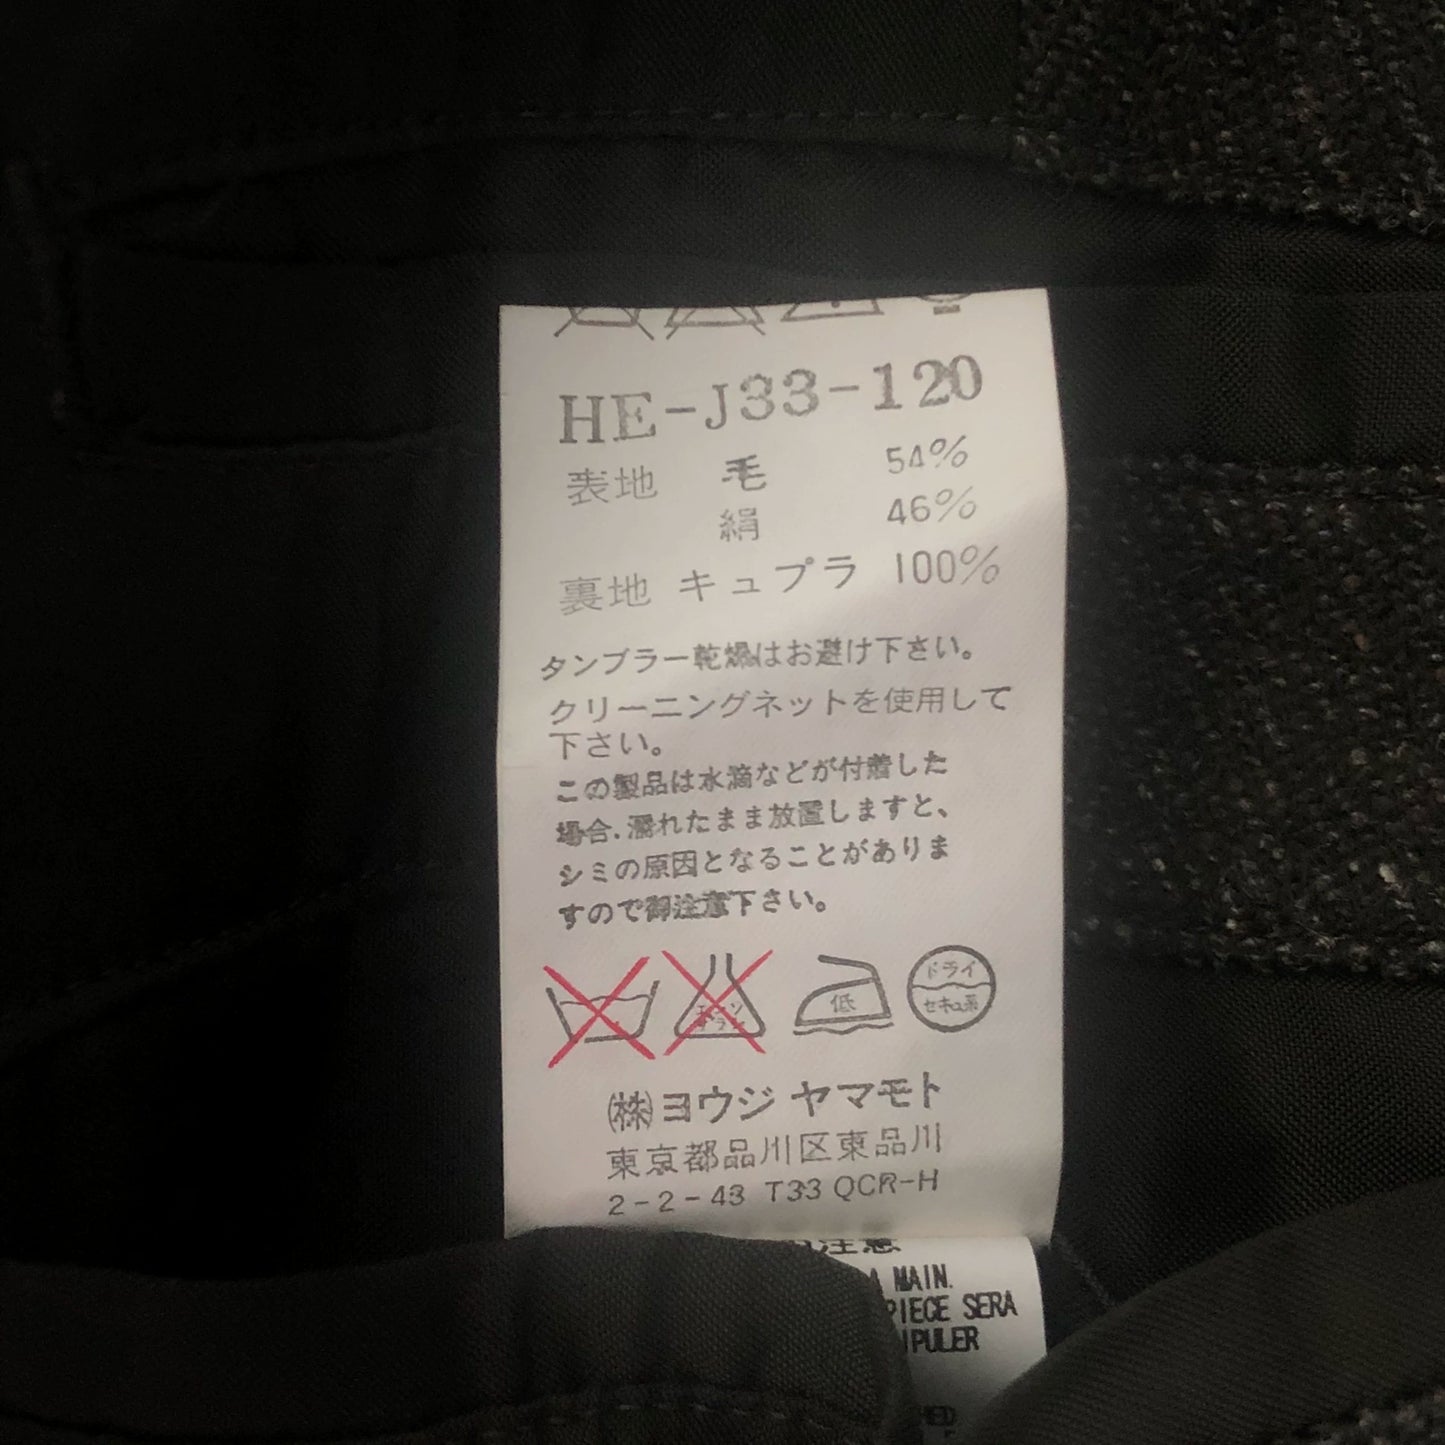 HE-J33-120
表地 毛 54%
絹 46%
裏地 キュプラ 100%
タンブラー乾燥はお避け下さい。
クリーニングネットを使用して
下さい。
この製品は水滴などが付着した
場合、濡れたまま放置しますと、
シミの原因となることがありま
すので御注意下さい。
低
ドライ
セキユ系
㈱ヨウジ ヤマモト
東京都品川区東品川
2-2-43 T33 QCR-H
注意
A MAIN.
PIECE SERA